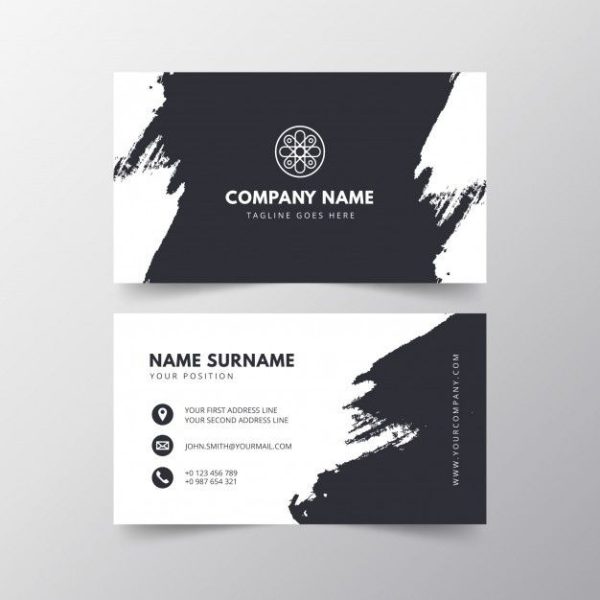 COMPANY NAME
TAGLINE GOES HERE
NAME SURNAME
YOUR POSITION
YOUR FIRST ADDRESS LINE
YOUR SECOND ADDRESS LINE
JOHN.SMITH@YOURMAIL.COM
+0 123 456 789
+0 987 654 321
WWW.YOURCOMPANY.COM